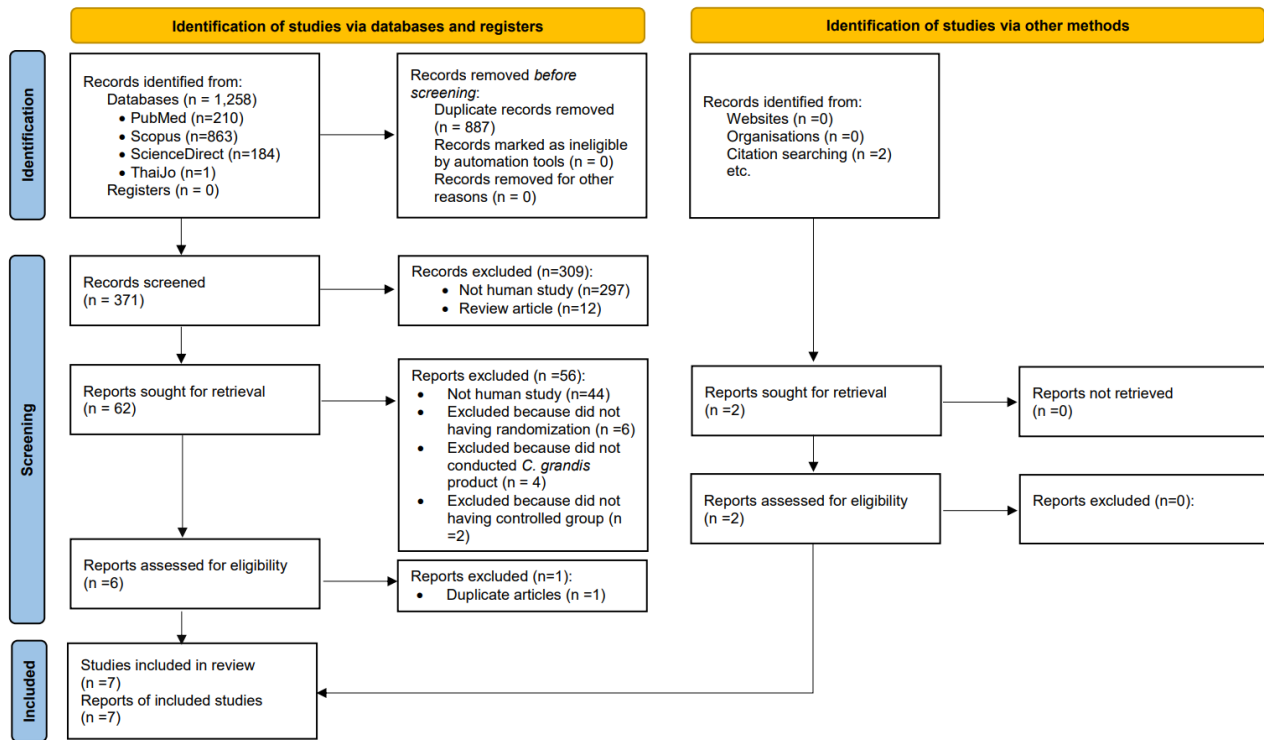 Identification of studies via databases and registers
Identification of studies via other methods
Identification
Records identified from:
Databases (n = 1,258)
• PubMed (n=210)
• Scopus (n=863)
• ScienceDirect (n=184)
• ThaiJo (n=1)
Registers (n = 0)
Records removed before
screening:
Duplicate records removed
(n = 887)
Records marked as ineligible
by automation tools (n = 0)
Records removed for other
reasons (n = 0)
Records identified from:
Websites (n =0)
Organisations (n =0)
Citation searching (n =2)
etc.
Screening
Records screened
(n = 371)
Records excluded (n=309):
• Not human study (n=297)
• Review article (n=12)
Reports sought for retrieval
(n = 62)
Reports excluded (n =56):
• Not human study (n=44)
• Excluded because did not
having randomization (n =6)
• Excluded because did not
conducted C. grandis
product (n = 4)
• Excluded because did not
having controlled group (n
=2)
Reports sought for retrieval
(n =2)
Reports not retrieved
(n =0)
Reports assessed for eligibility
(n =6)
Reports excluded (n=1):
• Duplicate articles (n =1)
Reports assessed for eligibility
(n =2)
Reports excluded (n=0):
Included
Studies included in review
(n =7)
Reports of included studies
(n =7)